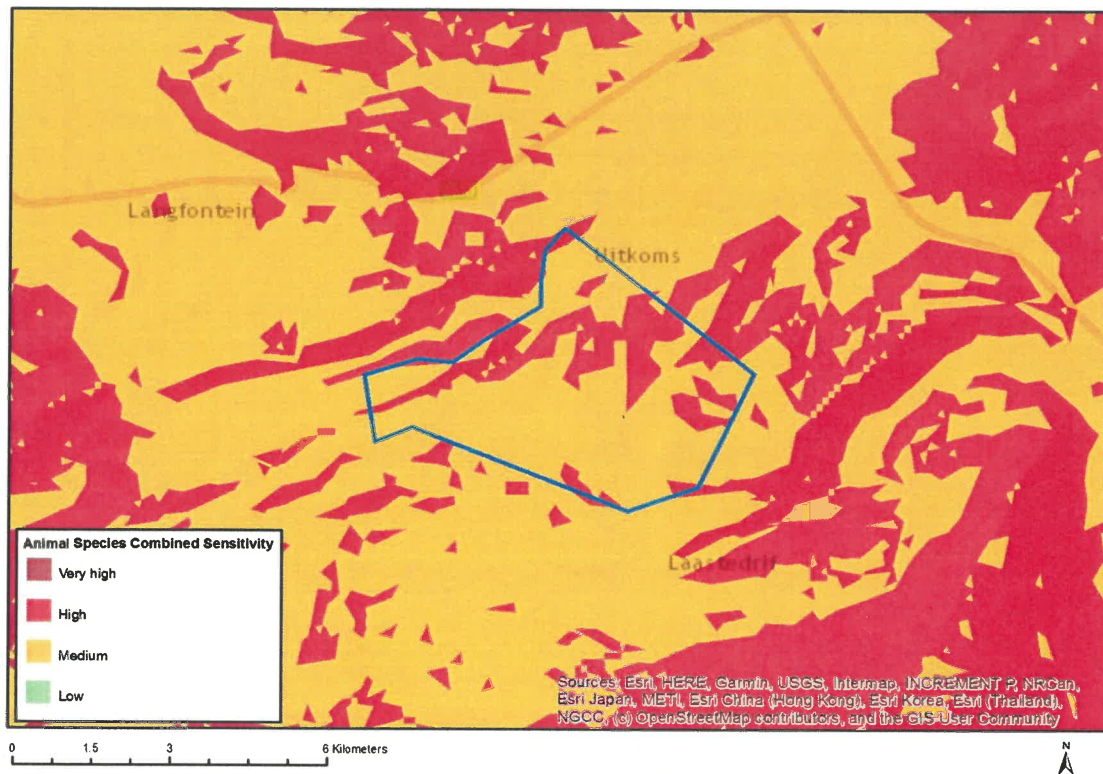 Langfontein
Uitkoms
Laastedrif
Animal Species Combined Sensitivity
Very high
High
Medium
Low
Sources: Esri, HERE, Garmin, USGS, Intermap, INCREMENT P, NRCan,
Esri Japan, METI, Esri China (Hong Kong), Esri Korea, Esri (Thailand),
NGCC, (c) OpenStreetMap contributors, and the GIS User Community
0 1.5 3 6 Kilometers
N